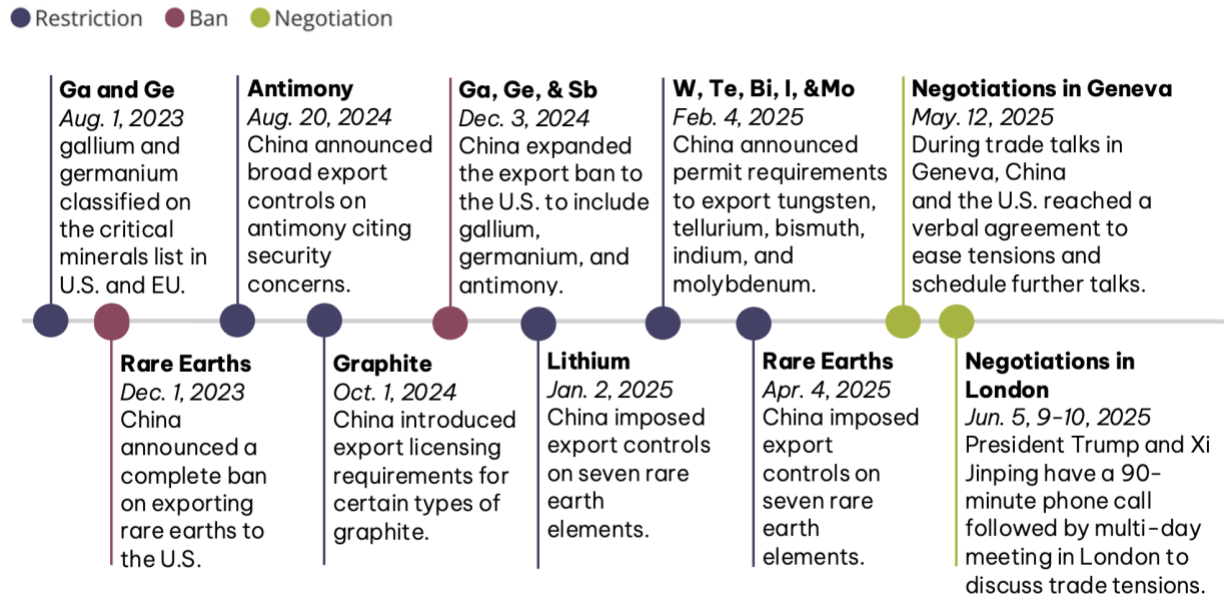 Restriction
Ban
Negotiation
Ga and Ge
Aug. 1, 2023
gallium and
germanium
classified on
the critical
minerals list in
U.S. and EU.
Rare Earths
Dec. 1, 2023
China
announced a
complete ban
on exporting
rare earths to
the U.S.
Antimony
Aug. 20, 2024
China announced
broad export
controls on
antimony citing
security
concerns.
Graphite
Oct. 1, 2024
China introduced
export licensing
requirements for
certain types of
graphite.
Ga, Ge, & Sb
Dec. 3, 2024
China expanded
the export ban to
the U.S. to include
gallium,
germanium, and
antimony.
Lithium
Jan. 2, 2025
China imposed
export controls
on seven rare
earth
elements.
W, Te, Bi, I, &Mo
Feb. 4, 2025
China announced
permit requirements
to export tungsten,
tellurium, bismuth,
indium, and
molybdenum.
Rare Earths
Apr. 4, 2025
China imposed
export
controls on
seven rare
earth
elements.
Negotiations in Geneva
May. 12, 2025
During trade talks in
Geneva, China
and the U.S. reached a
verbal agreement to
ease tensions and
schedule further talks.
Negotiations in
London
Jun. 5, 9-10, 2025
President Trump and Xi
Jinping have a 90-
minute phone call
followed by multi-day
meeting in London to
discuss trade tensions.